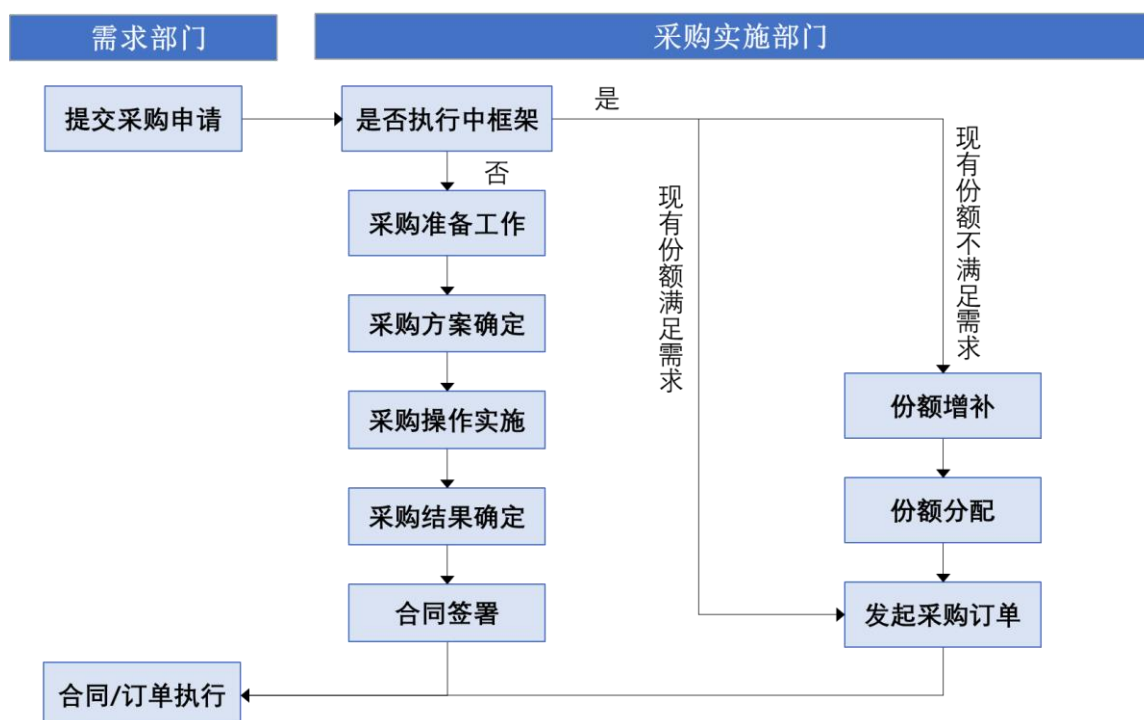 需求部门
采购实施部门
提交采购申请
是否执行中框架
是
否
采购准备工作
采购方案确定
采购操作实施
采购结果确定
合同签署
现有份额满足需求
现有份额不满足需求
份额增补
份额分配
发起采购订单
合同/订单执行